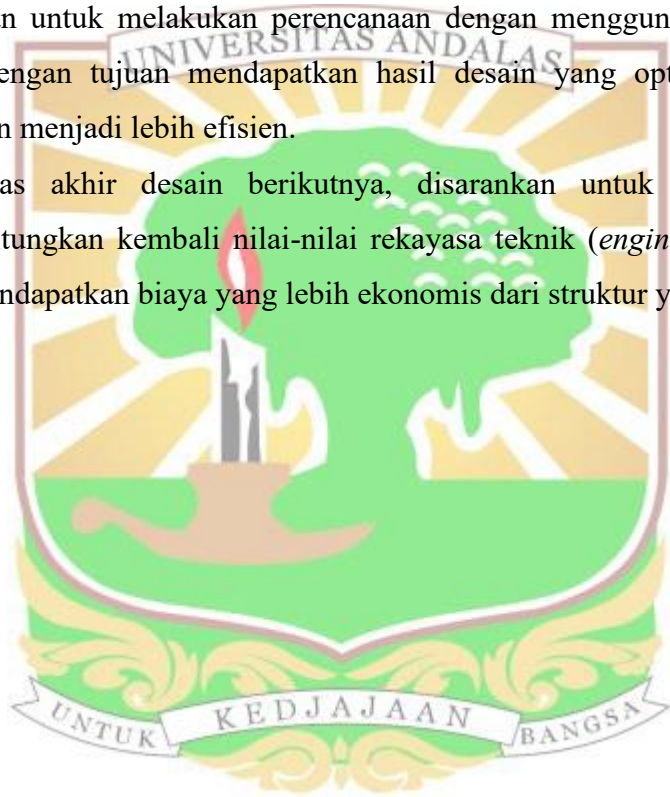 an untuk melakukan perencanaan dengan menggun
UNIVERSITAS ANDALAS
engan tujuan mendapatkan hasil desain yang opt
n menjadi lebih efisien.
as akhir desain berikutnya, disarankan untuk
tungkan kembali nilai-nilai rekayasa teknik (engin
ndapatkan biaya yang lebih ekonomis dari struktur y
UNTUK KEDJAJAAN BANGSA